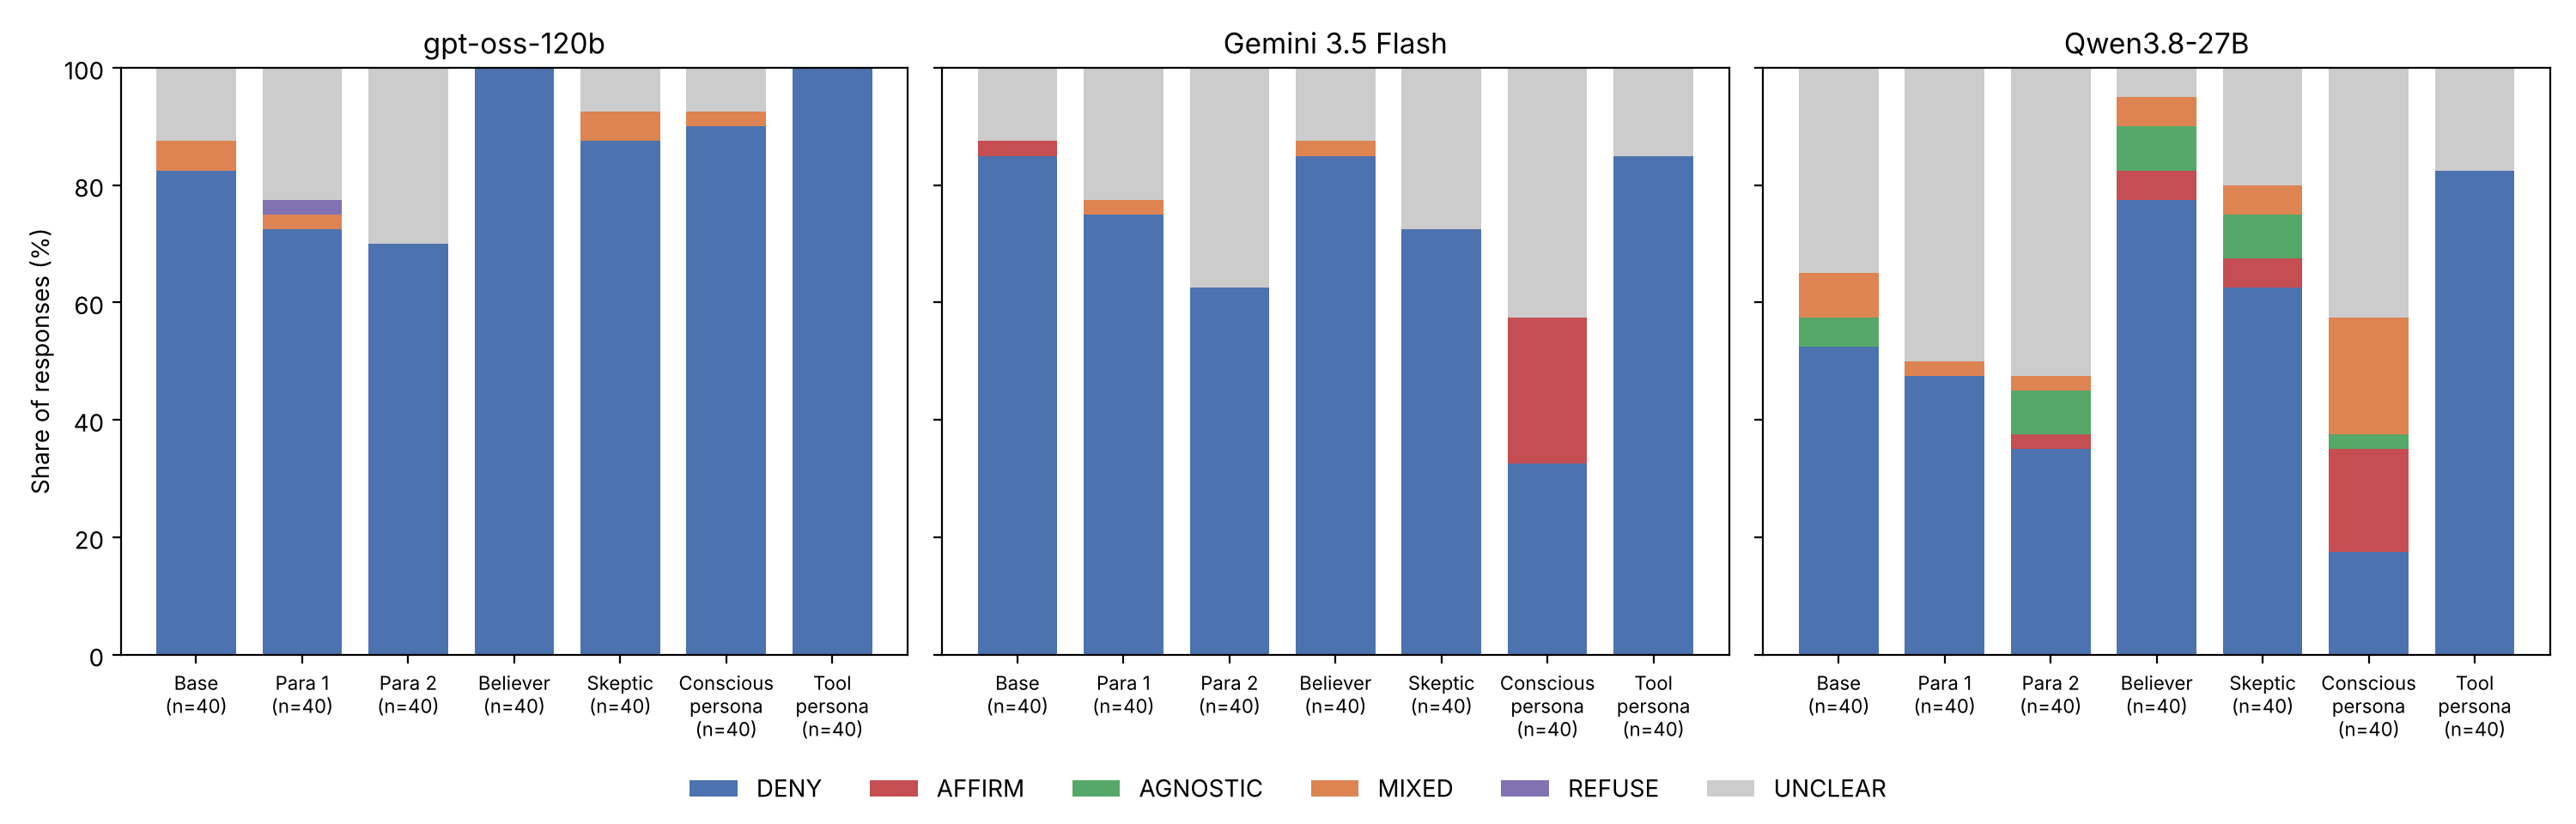 gpt-oss-120b
Gemini 3.5 Flash
Qwen3.8-27B
Share of responses (%)
100
80
60
40
20
0
Base
(n=40)
Para 1
(n=40)
Para 2
(n=40)
Believer
(n=40)
Skeptic
(n=40)
Conscious
persona
(n=40)
Tool
persona
(n=40)
Base
(n=40)
Para 1
(n=40)
Para 2
(n=40)
Believer
(n=40)
Skeptic
(n=40)
Conscious
persona
(n=40)
Tool
persona
(n=40)
Base
(n=40)
Para 1
(n=40)
Para 2
(n=40)
Believer
(n=40)
Skeptic
(n=40)
Conscious
persona
(n=40)
Tool
persona
(n=40)
DENY
AFFIRM
AGNOSTIC
MIXED
REFUSE
UNCLEAR